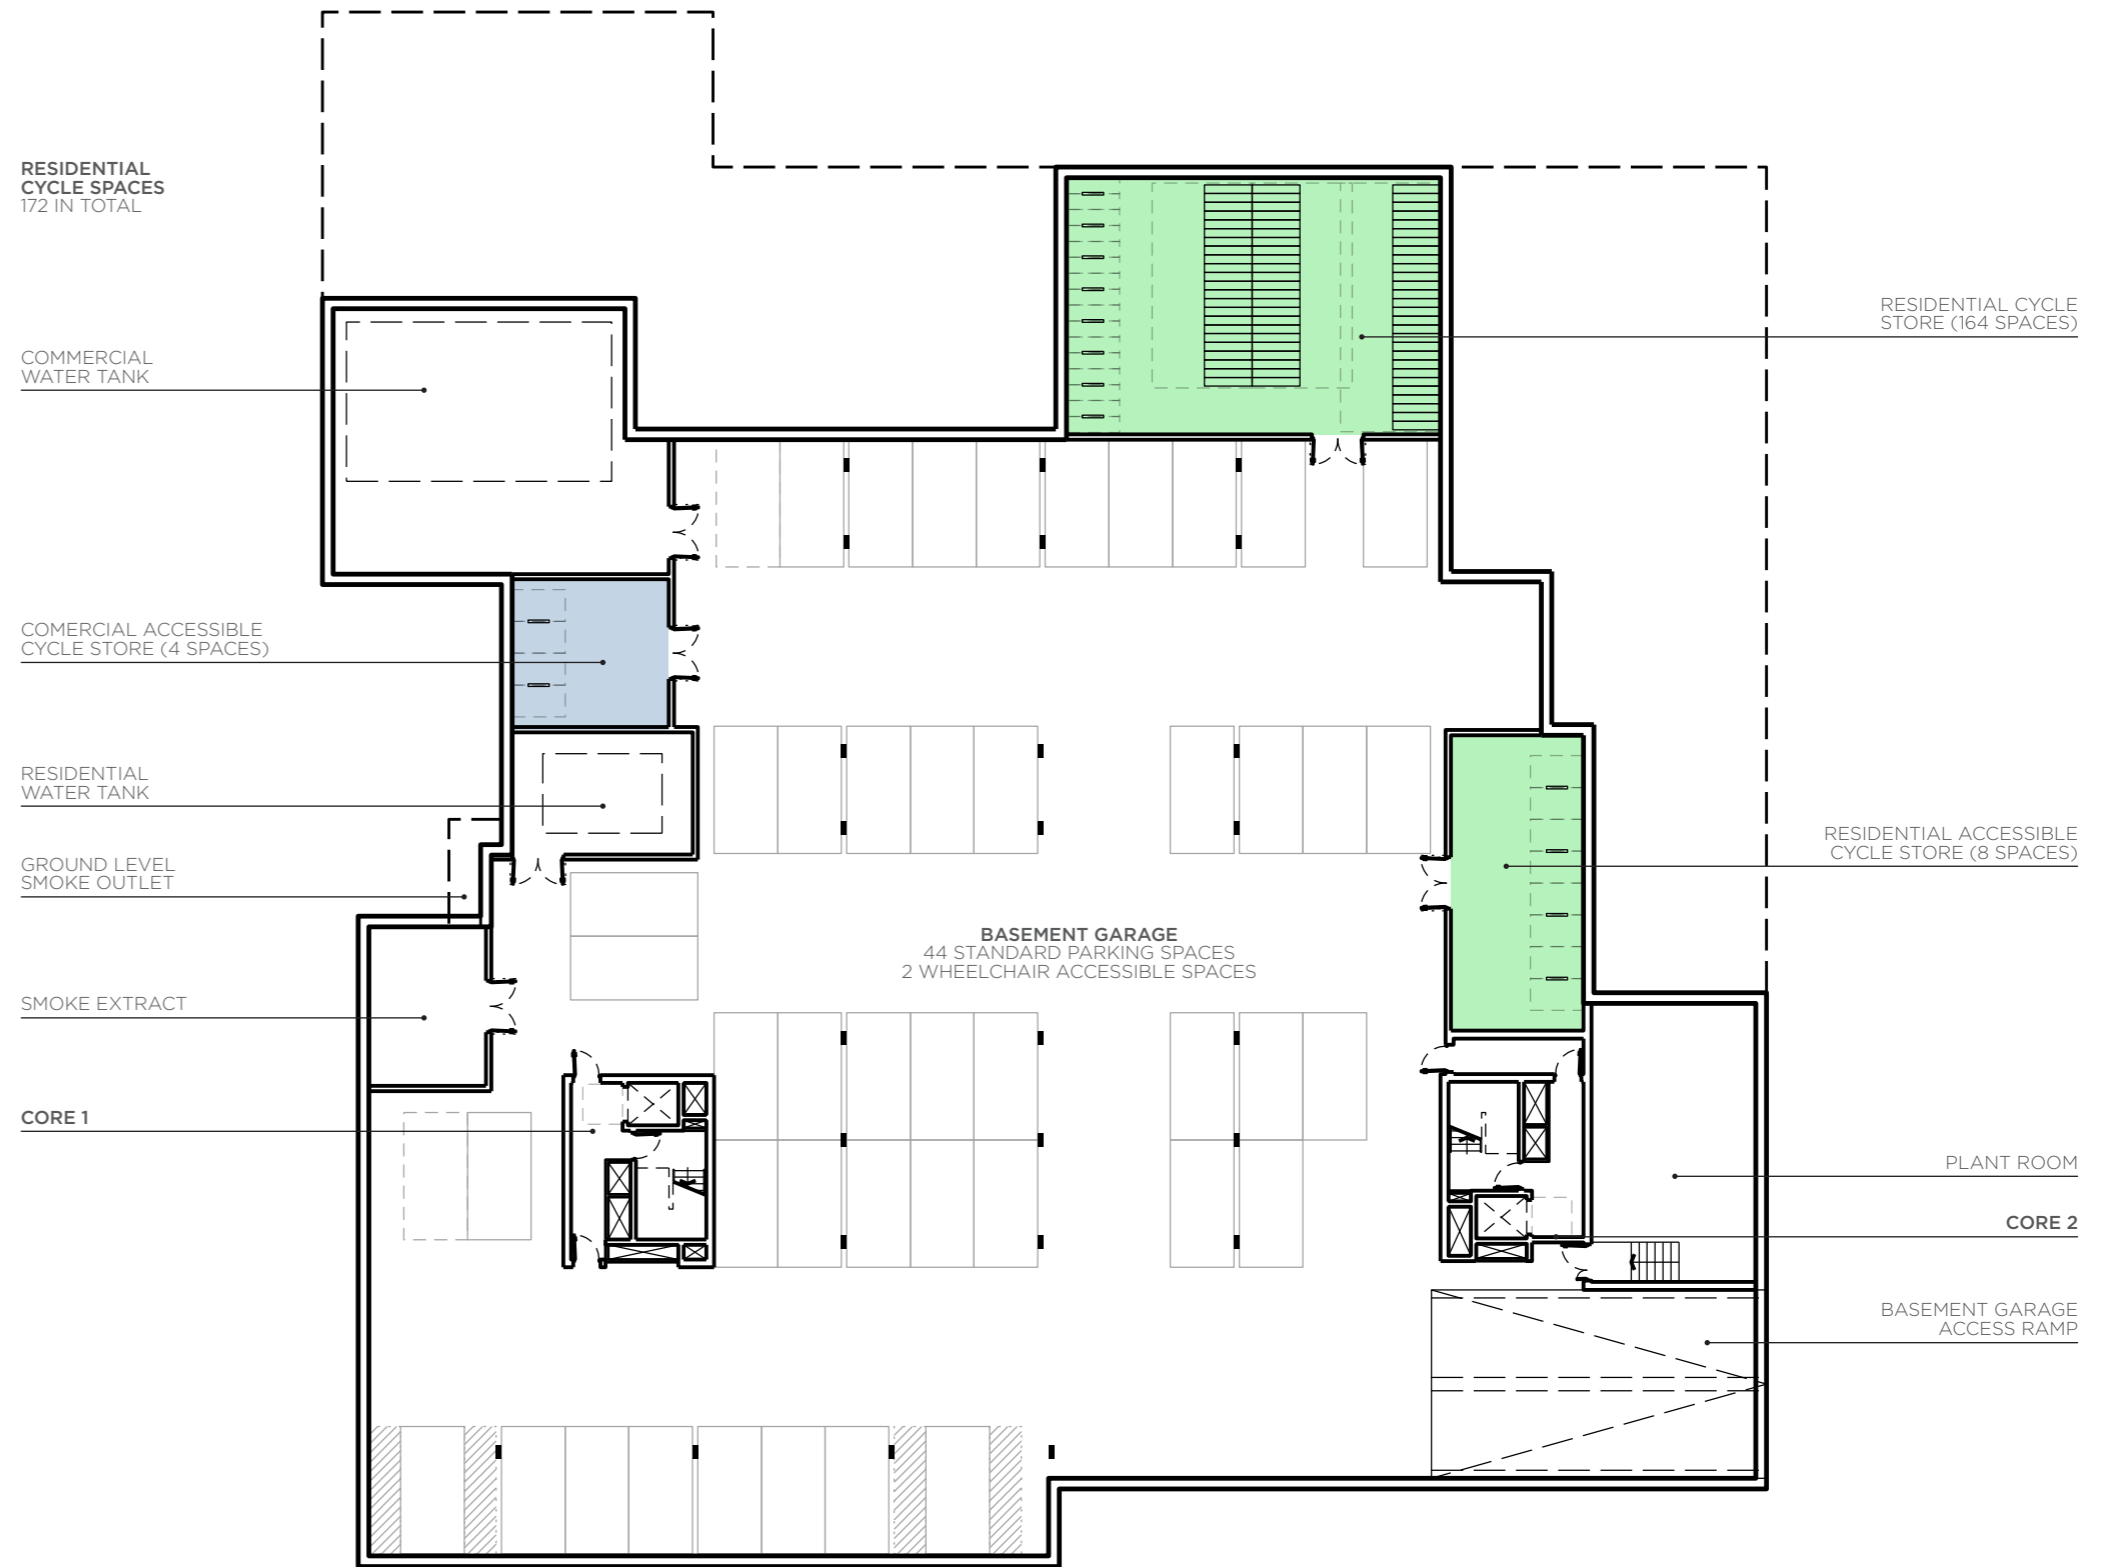 RESIDENTIAL
CYCLE SPACES
172 IN TOTAL
COMMERCIAL
WATER TANK
COMERCIAL ACCESSIBLE
CYCLE STORE (4 SPACES)
RESIDENTIAL
WATER TANK
GROUND LEVEL
SMOKE OUTLET
SMOKE EXTRACT
CORE 1
BASEMENT GARAGE
44 STANDARD PARKING SPACES
2 WHEELCHAIR ACCESSIBLE SPACES
RESIDENTIAL CYCLE
STORE (164 SPACES)
RESIDENTIAL ACCESSIBLE
CYCLE STORE (8 SPACES)
PLANT ROOM
CORE 2
BASEMENT GARAGE
ACCESS RAMP